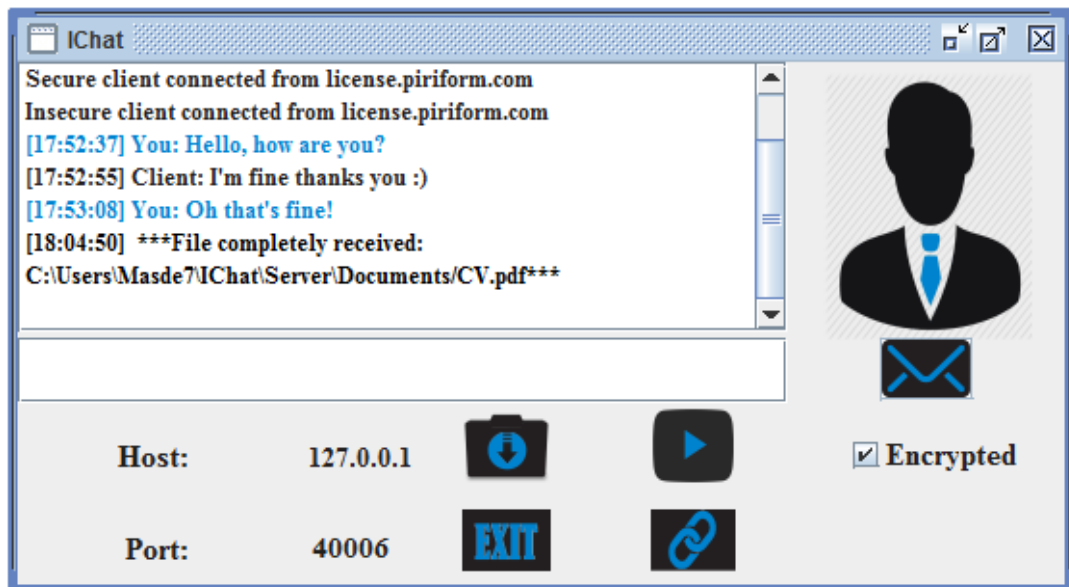 IChat
Secure client connected from license.piriform.com
Insecure client connected from license.piriform.com
[17:52:37] You: Hello, how are you?
[17:52:55] Client: I'm fine thanks you :)
[17:53:08] You: Oh that's fine!
[18:04:50]  ***File completely received:
C:\Users\Masde7\IChat\Server\Documents/CV.pdf***
Host: 127.0.0.1
Encrypted
Port: 40006
EXIT